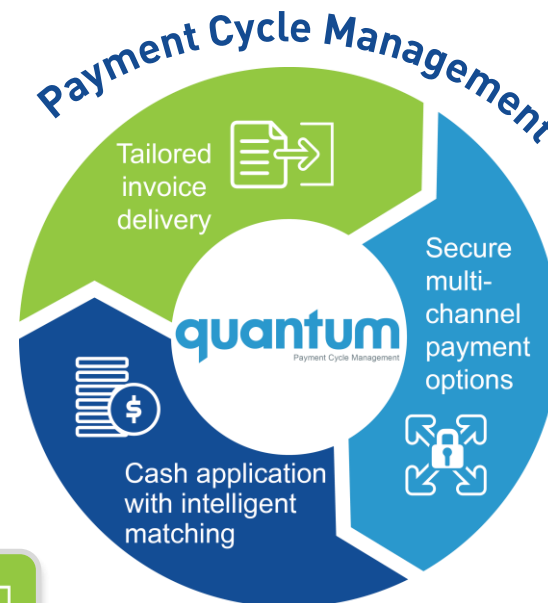 Payment Cycle Management
Tailored
invoice
delivery
Secure
multi-
channel
payment
options
quantum
Payment Cycle Management
$
Cash application
with intelligent
matching